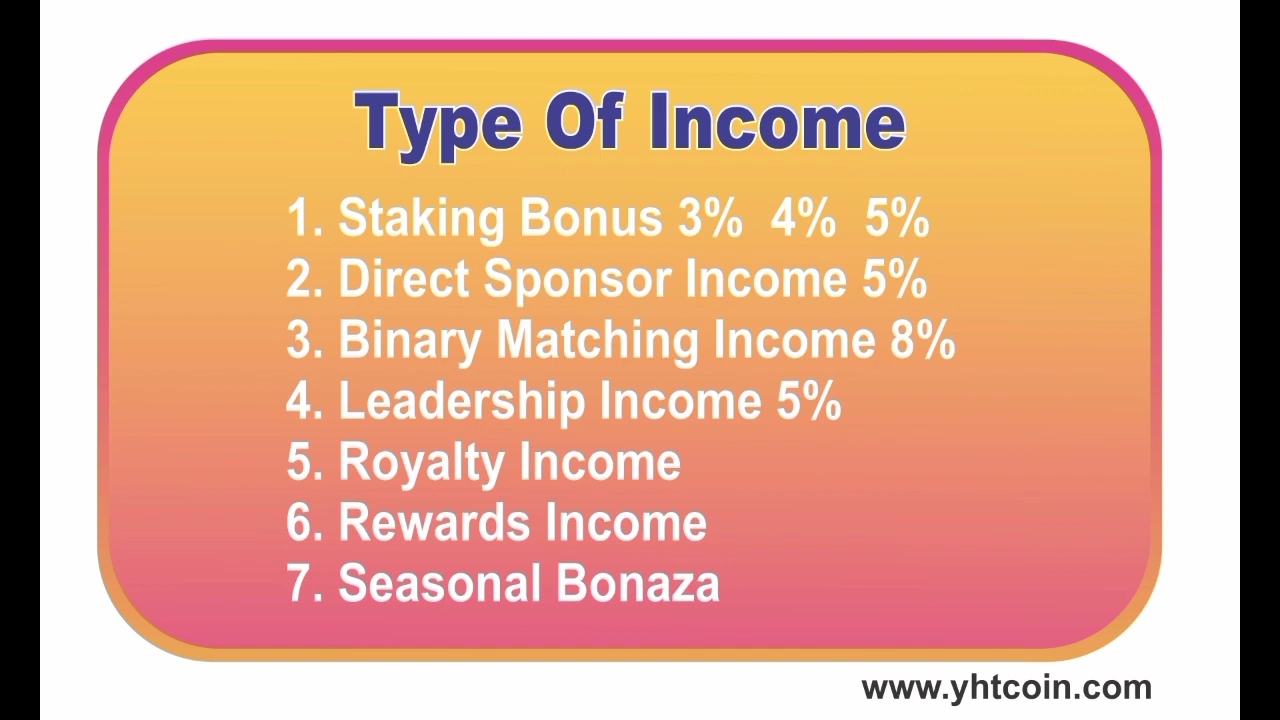 Type Of Income
1. Staking Bonus 3% 4% 5%
2. Direct Sponsor Income 5%
3. Binary Matching Income 8%
4. Leadership Income 5%
5. Royalty Income
6. Rewards Income
7. Seasonal Bonaza
www.yhtcoin.com